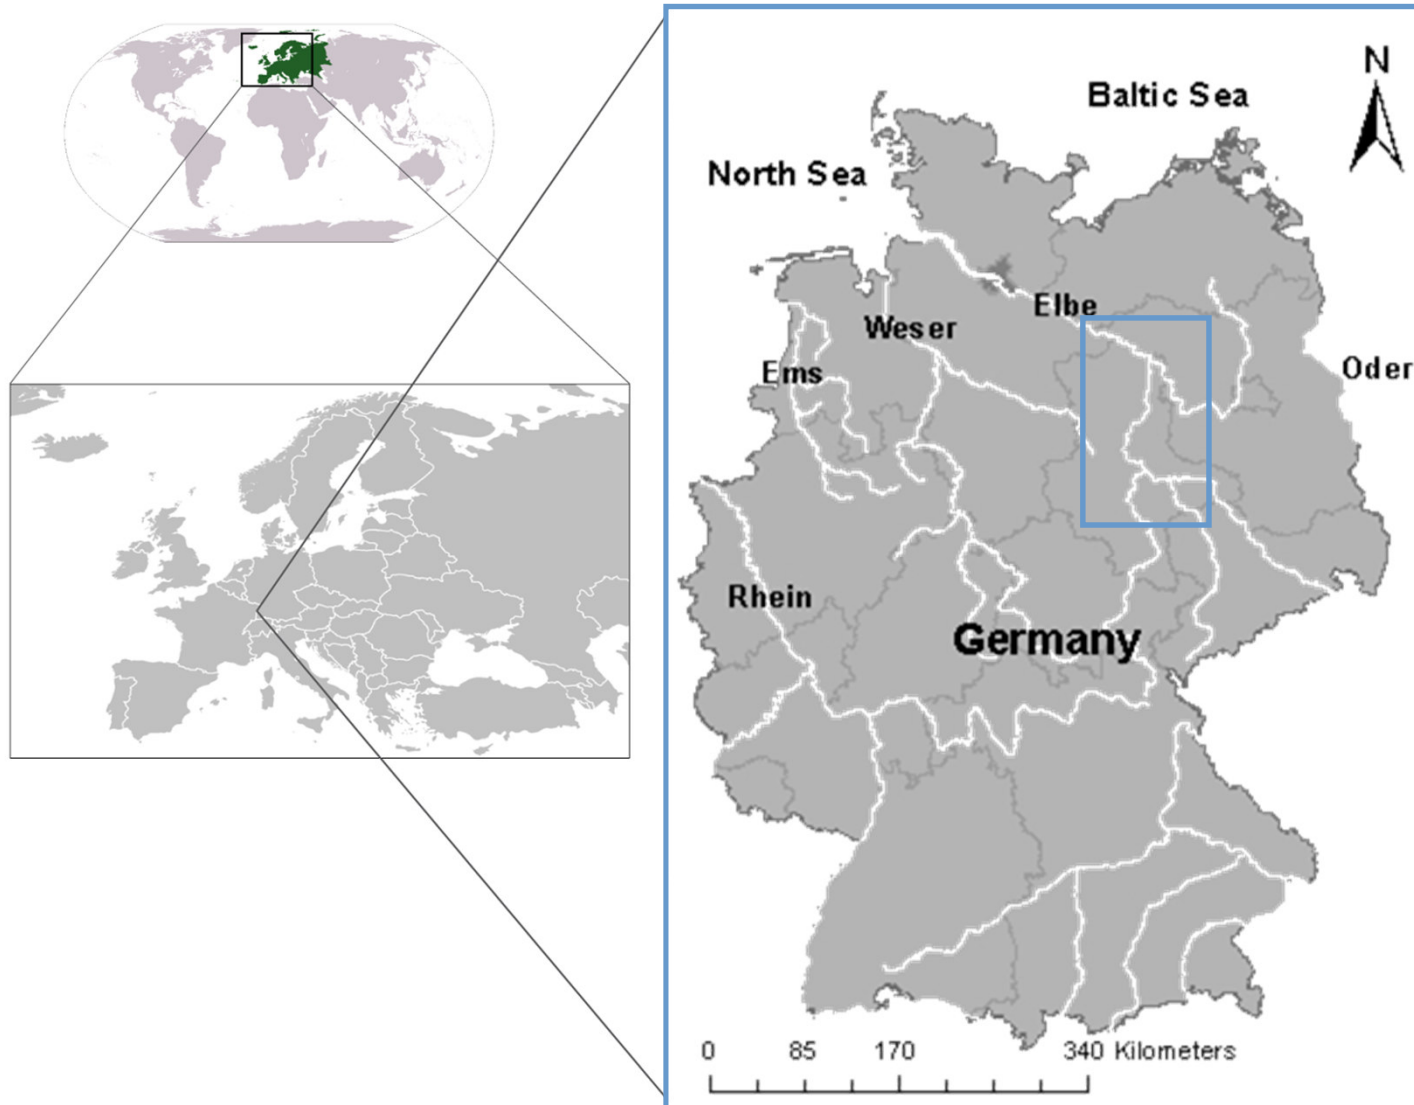 N
Baltic Sea
North Sea
Elbe
Weser
Ems
Oder
Rhein
Germany
0 85 170 340 Kilometers